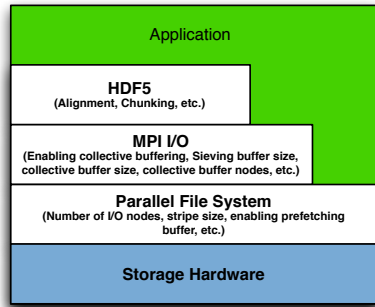 Application
HDF5
(Alignment, Chunking, etc.)
MPI I/O
(Enabling collective buffering, Sieving buffer size,
collective buffer size, collective buffer nodes, etc.)
Parallel File System
(Number of I/O nodes, stripe size, enabling prefetching
buffer, etc.)
Storage Hardware